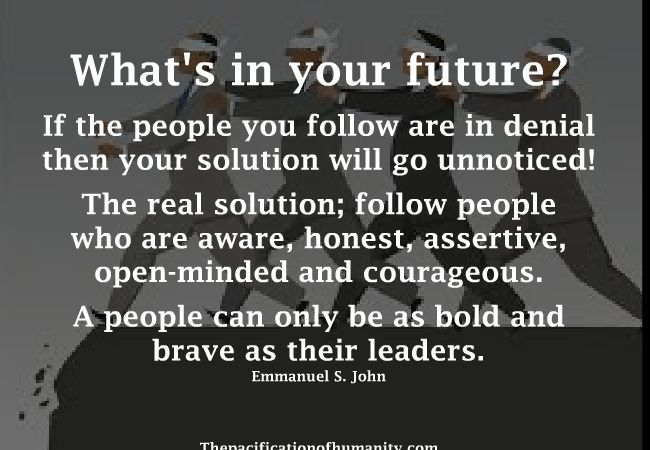 What's in your future?
If the people you follow are in denial
then your solution will go unnoticed!
The real solution; follow people
who are aware, honest, assertive,
open-minded and courageous.
A people can only be as bold and
brave as their leaders.
Emmanuel S. John
Thepacificationofhumanity.com